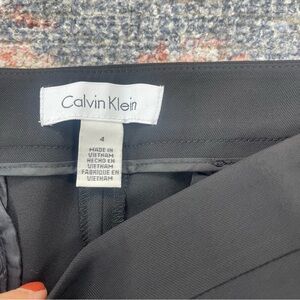 Calvin Klein
4
MADE IN
VIETNAM
HECHO EN
VIETNAM
FABRIQUÉ EN
VIETNAM